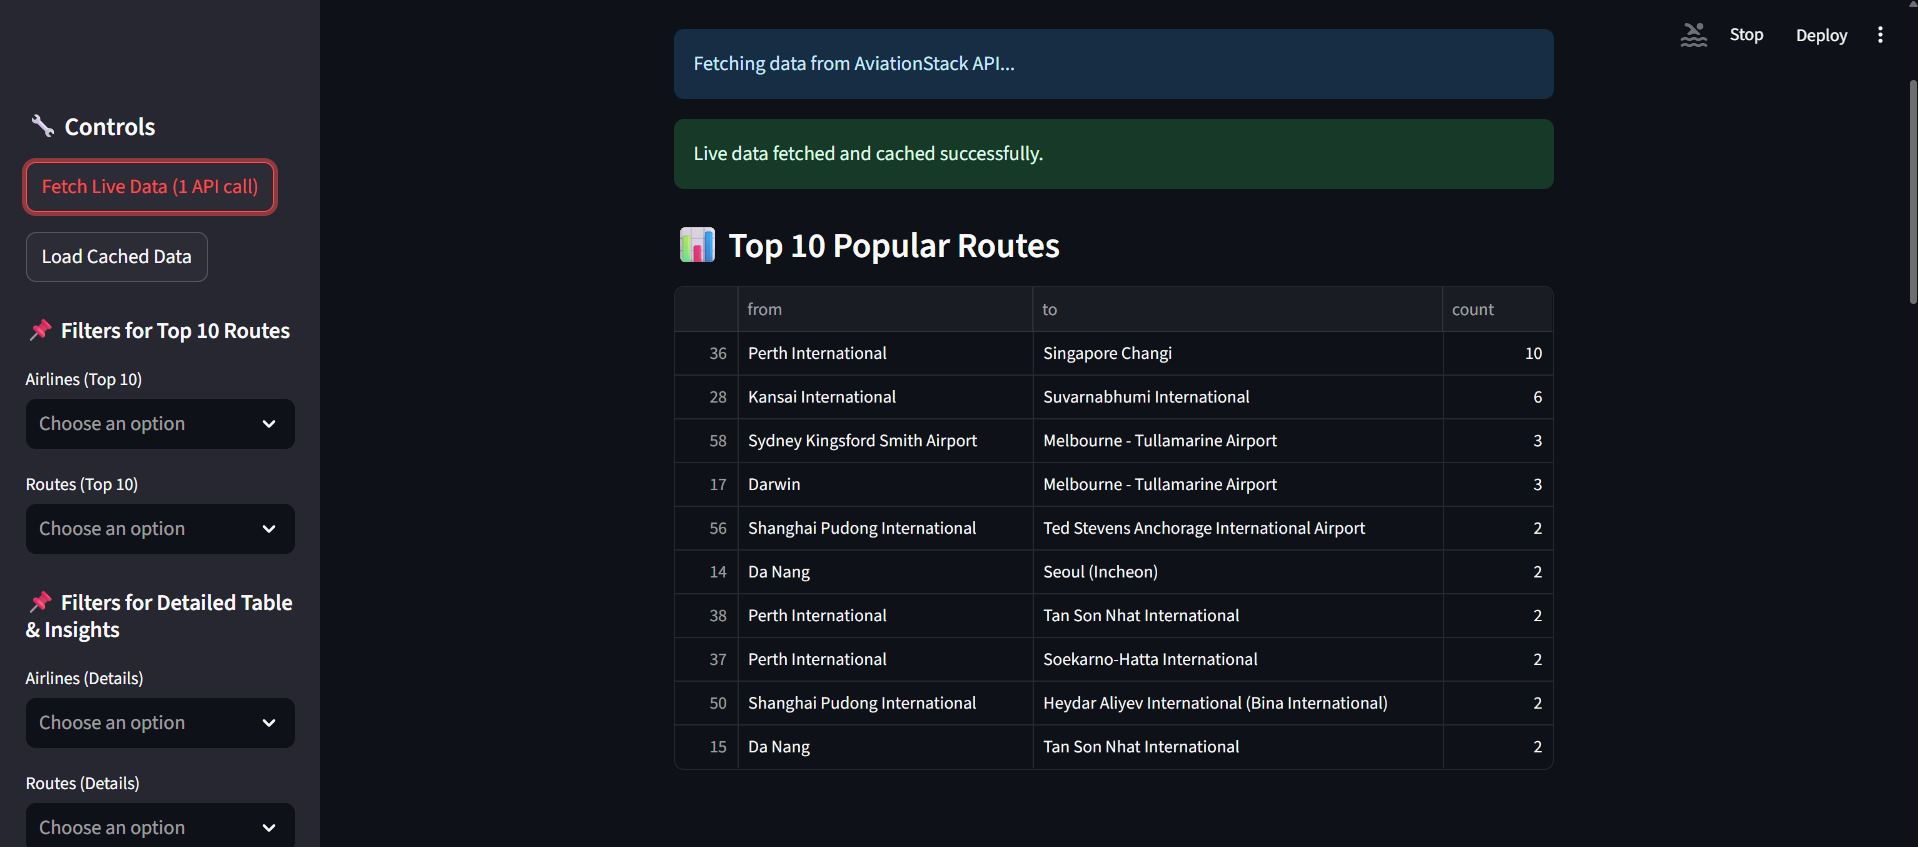 Stop
Deploy
Controls
Fetch Live Data (1 API call)
Load Cached Data
Filters for Top 10 Routes
Airlines (Top 10)
Choose an option
Routes (Top 10)
Choose an option
Filters for Detailed Table
& Insights
Airlines (Details)
Choose an option
Routes (Details)
Choose an option
Fetching data from AviationStack API...
Live data fetched and cached successfully.
Top 10 Popular Routes
from to count
36 Perth International Singapore Changi 10
28 Kansai International Suvarnabhumi International 6
58 Sydney Kingsford Smith Airport Melbourne - Tullamarine Airport 3
17 Darwin Melbourne - Tullamarine Airport 3
56 Shanghai Pudong International Ted Stevens Anchorage International Airport 2
14 Da Nang Seoul (Incheon) 2
38 Perth International Tan Son Nhat International 2
37 Perth International Soekarno-Hatta International 2
50 Shanghai Pudong International Heydar Aliyev International (Bina International) 2
15 Da Nang Tan Son Nhat International 2